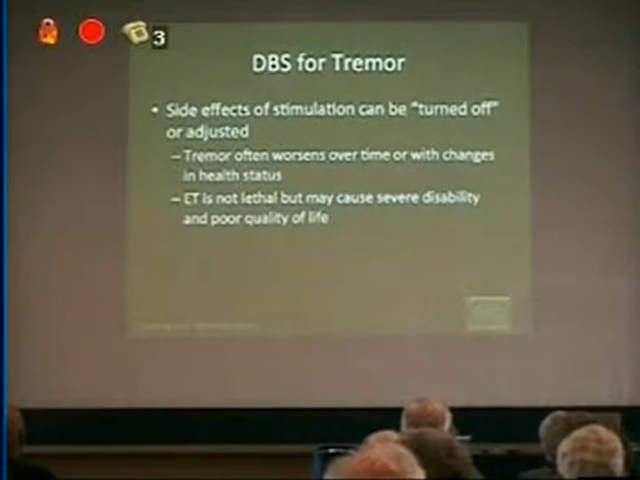 3
DBS for Tremor
• Side effects of stimulation can be "turned off"
or adjusted
– Tremor often worsens over time or with changes
in health status
– ET is not lethal but may cause severe disability
and poor quality of life